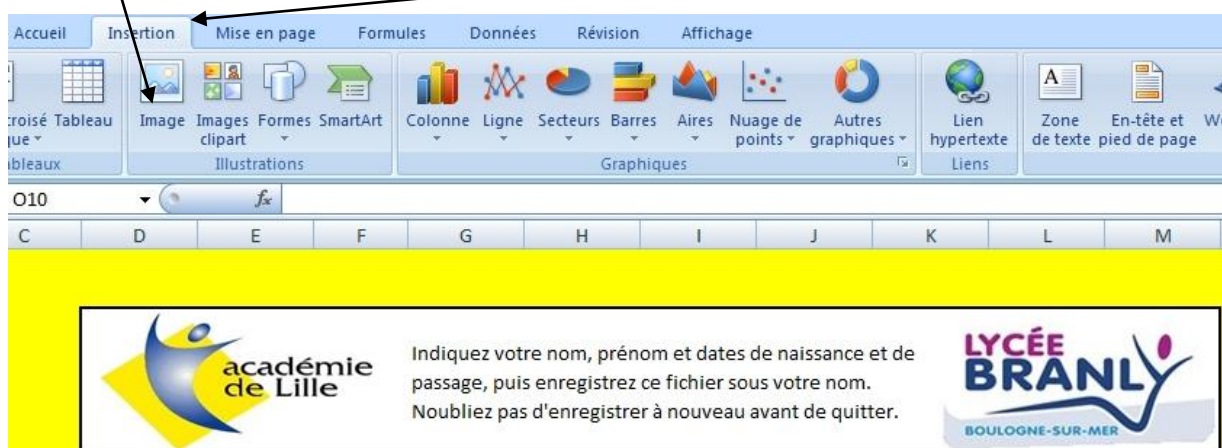 Accueil Insertion Mise en page Formules Données Révision Affichage
Tableau Image Images clipart Formes SmartArt Colonne Ligne Secteurs Barres Aires Nuage de points Autres graphiques Lien hypertexte Zone de texte En-tête et pied de page
Illustrations Graphiques Liens
O10 fx
C D E F G H I J K L M
académie
de Lille
Indiquez votre nom, prénom et dates de naissance et de
passage, puis enregistrez ce fichier sous votre nom.
Noubliez pas d'enregistrer à nouveau avant de quitter.
LYCÉE
BRANLY
BOULOGNE-SUR-MER